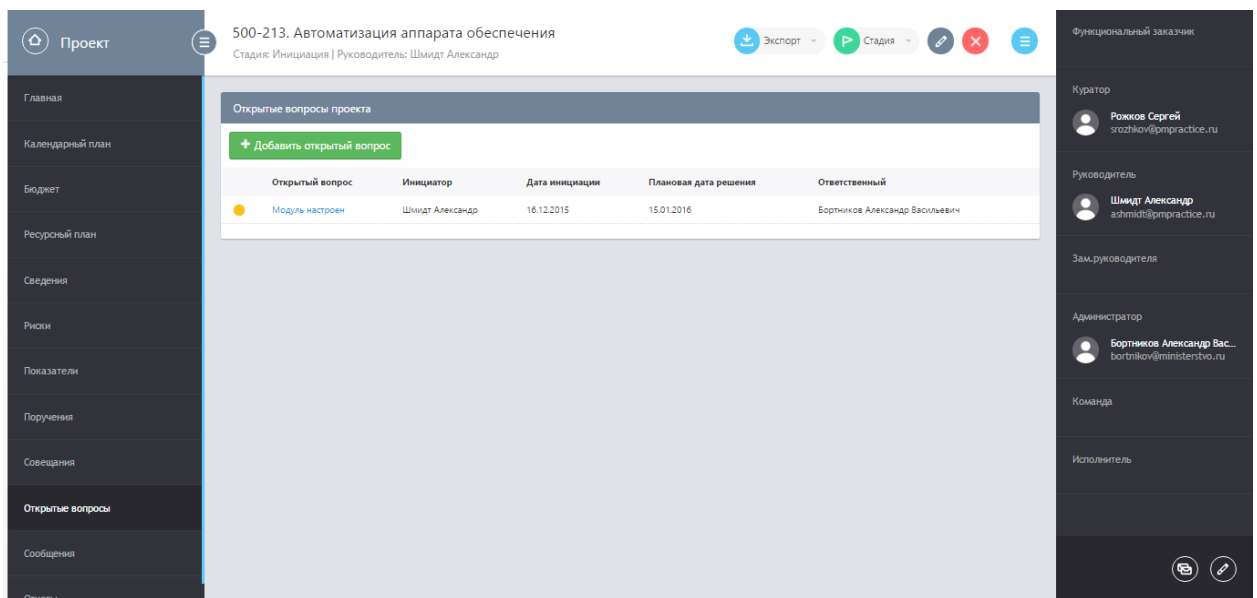 Проект
500-213. Автоматизация аппарата обеспечения
Стадия: Инициация | Руководитель: Шмидт Александр
Экспорт
Стадия
Главная
Календарный план
Бюджет
Ресурсный план
Сведения
Риски
Показатели
Поручения
Совещания
Открытые вопросы
Сообщения
Открытые вопросы проекта
+ Добавить открытый вопрос
Открытый вопрос Инициатор Дата инициации Плановая дата решения Ответственный
Модуль настроен Шмидт Александр 16.12.2015 15.01.2016 Бортников Александр Васильевич
Функциональный заказчик
Куратор
Рожков Сергей
srozhkov@pmpractice.ru
Руководитель
Шмидт Александр
ashmidt@pmpractice.ru
Зам.руководителя
Администратор
Бортников Александр Вас...
bortnikov@ministerstvo.ru
Команда
Исполнитель